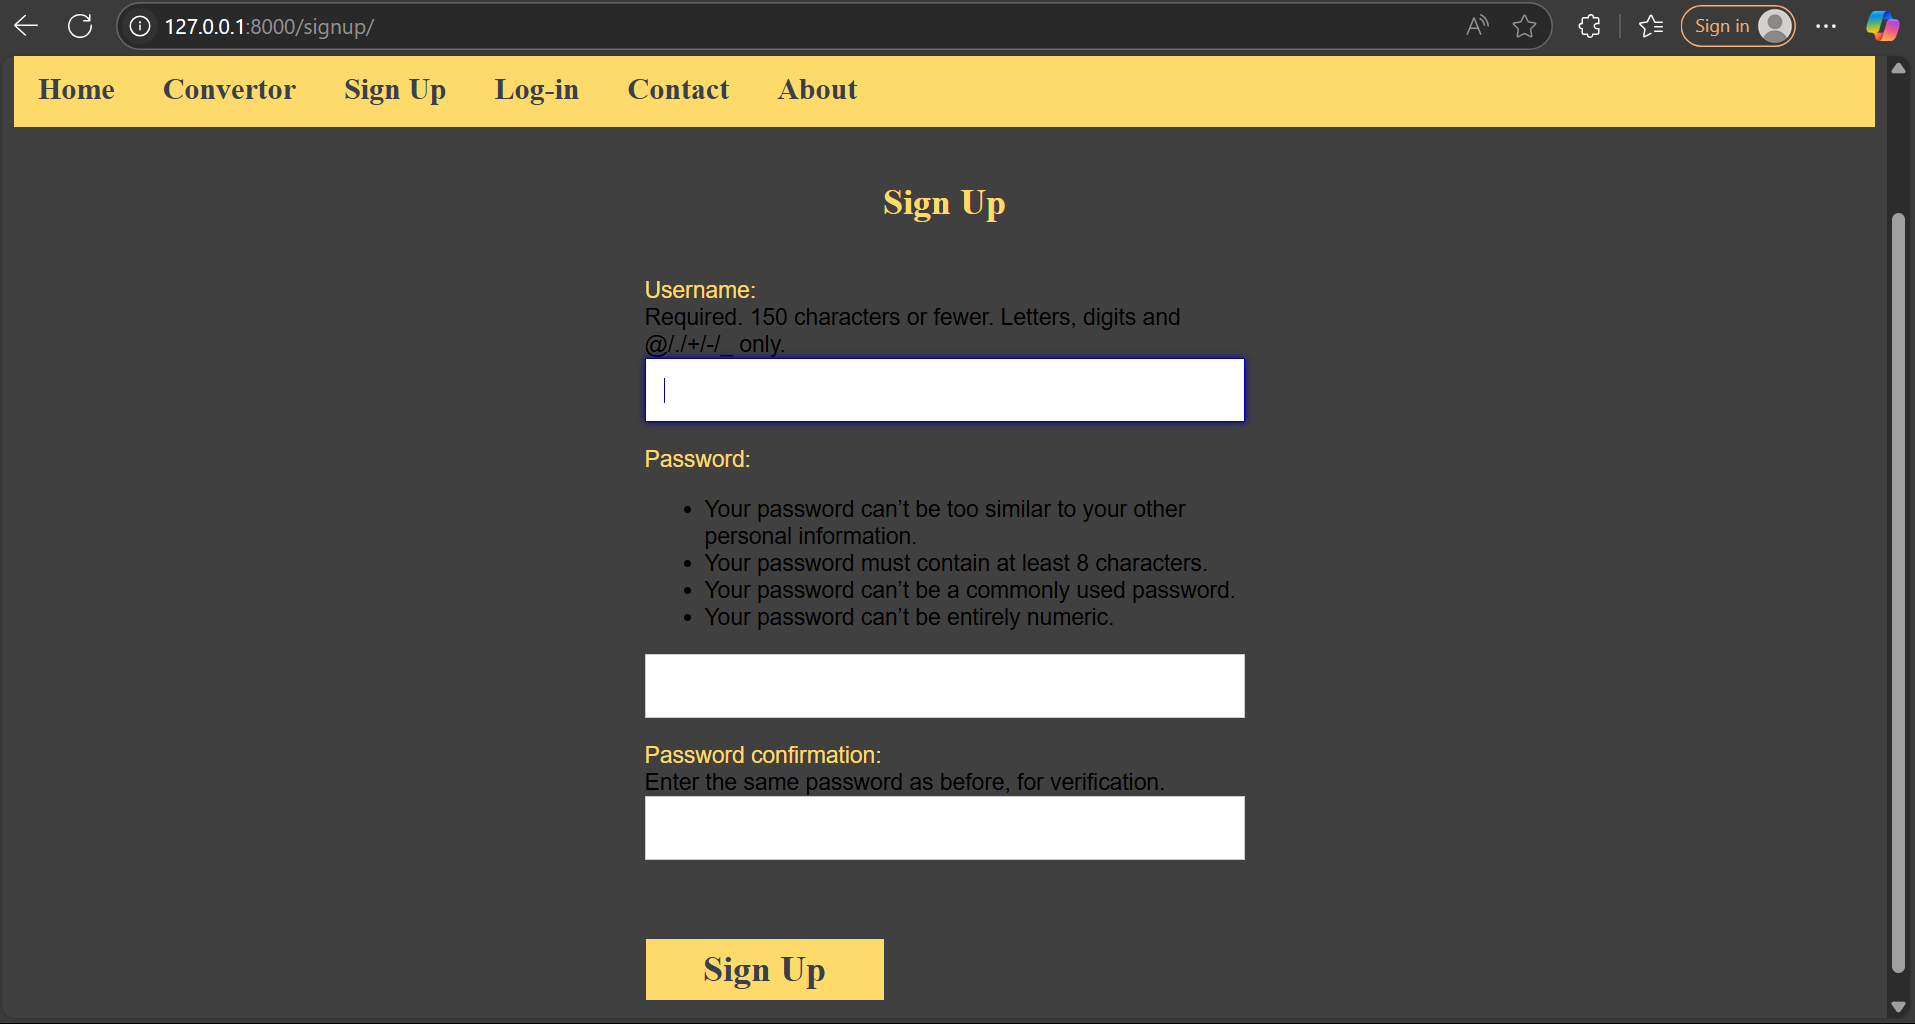 127.0.0.1:8000/signup/
Sign in
Home Convertor Sign Up Log-in Contact About
Sign Up
Username:
Required. 150 characters or fewer. Letters, digits and
@/./+/-/_ only.
Password:
• Your password can’t be too similar to your other
personal information.
• Your password must contain at least 8 characters.
• Your password can’t be a commonly used password.
• Your password can’t be entirely numeric.
Password confirmation:
Enter the same password as before, for verification.
Sign Up